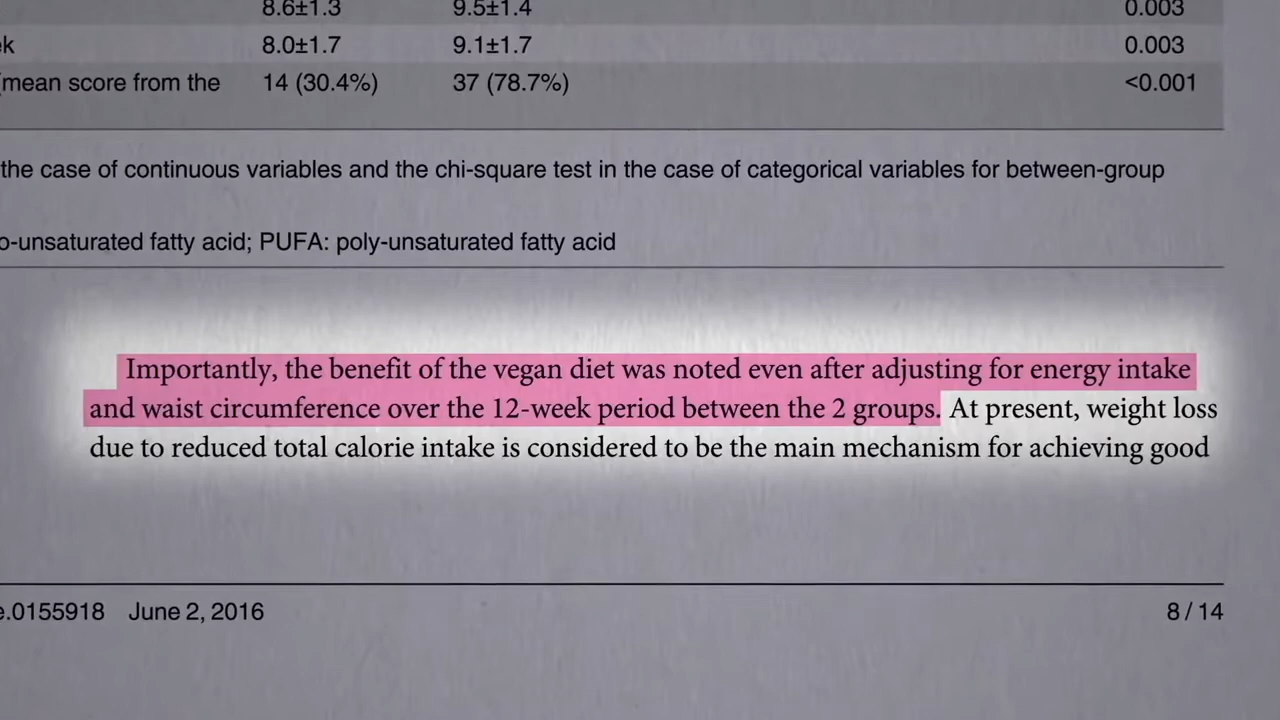 8.6±1.3 9.5±1.4 0.003
ek 8.0±1.7 9.1±1.7 0.003
(mean score from the 14 (30.4%) 37 (78.7%) <0.001
the case of continuous variables and the chi-square test in the case of categorical variables for between-group
o-unsaturated fatty acid; PUFA: poly-unsaturated fatty acid
Importantly, the benefit of the vegan diet was noted even after adjusting for energy intake
and waist circumference over the 12-week period between the 2 groups. At present, weight loss
due to reduced total calorie intake is considered to be the main mechanism for achieving good
e.0155918 June 2, 2016 8 / 14